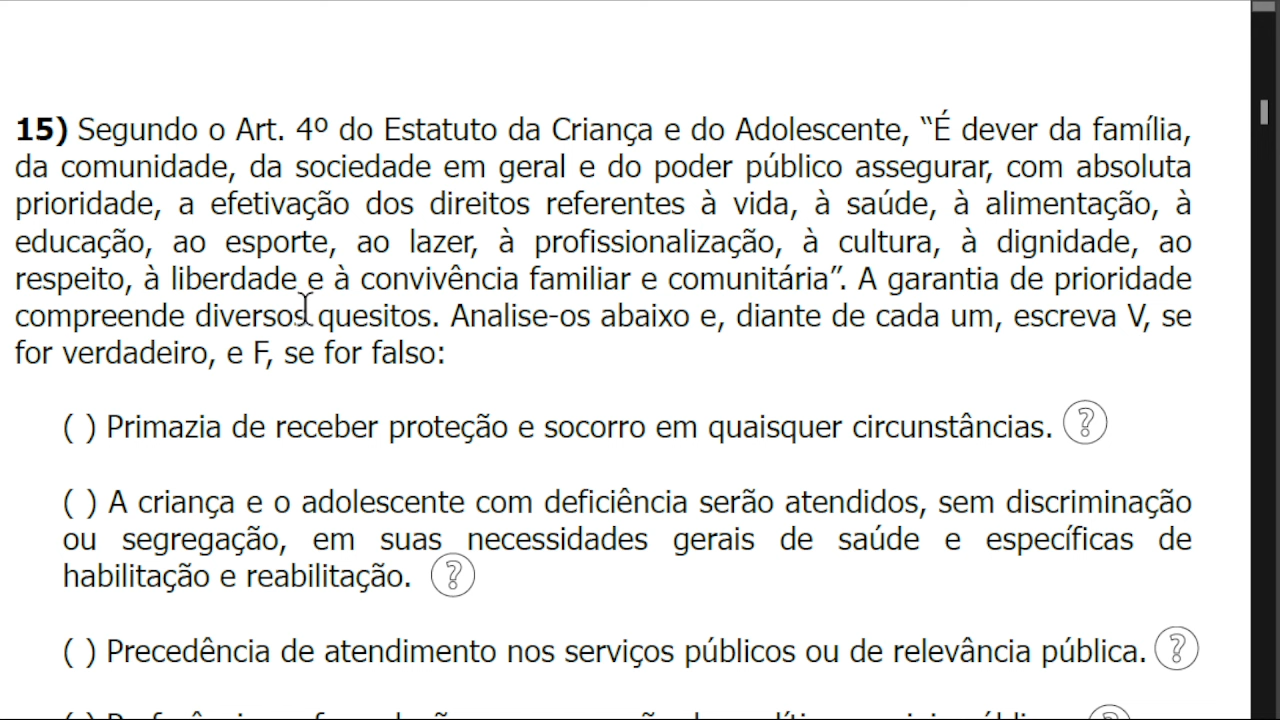 15) Segundo o Art. 4º do Estatuto da Criança e do Adolescente, “É dever da família,
da comunidade, da sociedade em geral e do poder público assegurar, com absoluta
prioridade, a efetivação dos direitos referentes à vida, à saúde, à alimentação, à
educação, ao esporte, ao lazer, à profissionalização, à cultura, à dignidade, ao
respeito, à liberdade e à convivência familiar e comunitária”. A garantia de prioridade
compreende diversos quesitos. Analise-os abaixo e, diante de cada um, escreva V, se
for verdadeiro, e F, se for falso:
( ) Primazia de receber proteção e socorro em quaisquer circunstâncias. ?
( ) A criança e o adolescente com deficiência serão atendidos, sem discriminação
ou segregação, em suas necessidades gerais de saúde e específicas de
habilitação e reabilitação. ?
( ) Precedência de atendimento nos serviços públicos ou de relevância pública. ?